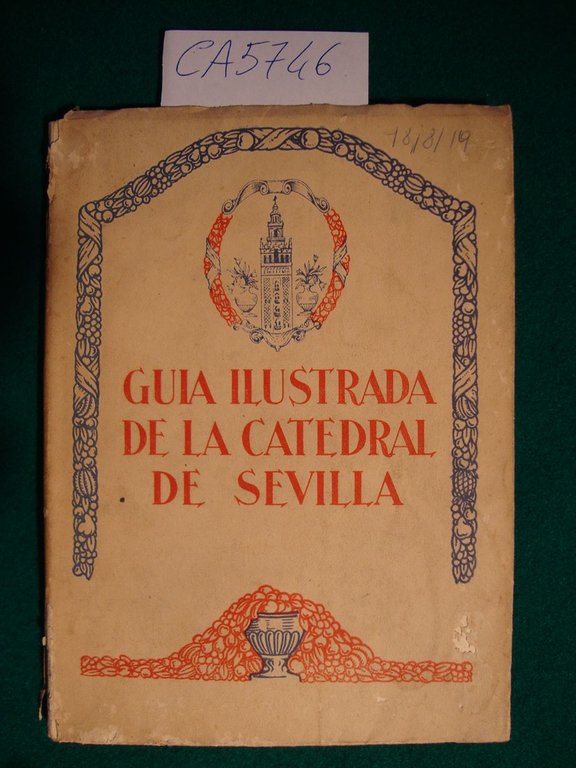 CA5746
18/8/19
GUIA ILUSTRADA
DE LA CATEDRAL
DE SEVILLA